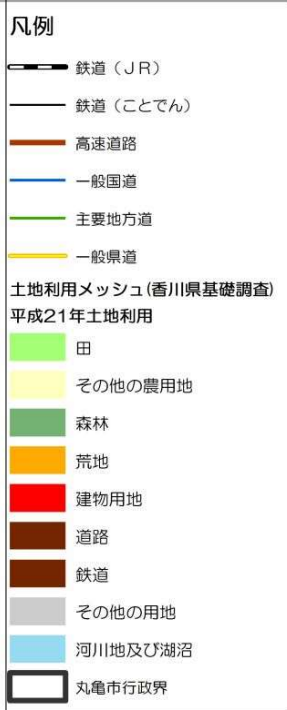 凡例
鉄道（ＪＲ）
鉄道（ことでん）
高速道路
一般国道
主要地方道
一般県道
土地利用メッシュ(香川県基礎調査)
平成21年土地利用
田
その他の農用地
森林
荒地
建物用地
道路
鉄道
その他の用地
河川地及び湖沼
丸亀市行政界